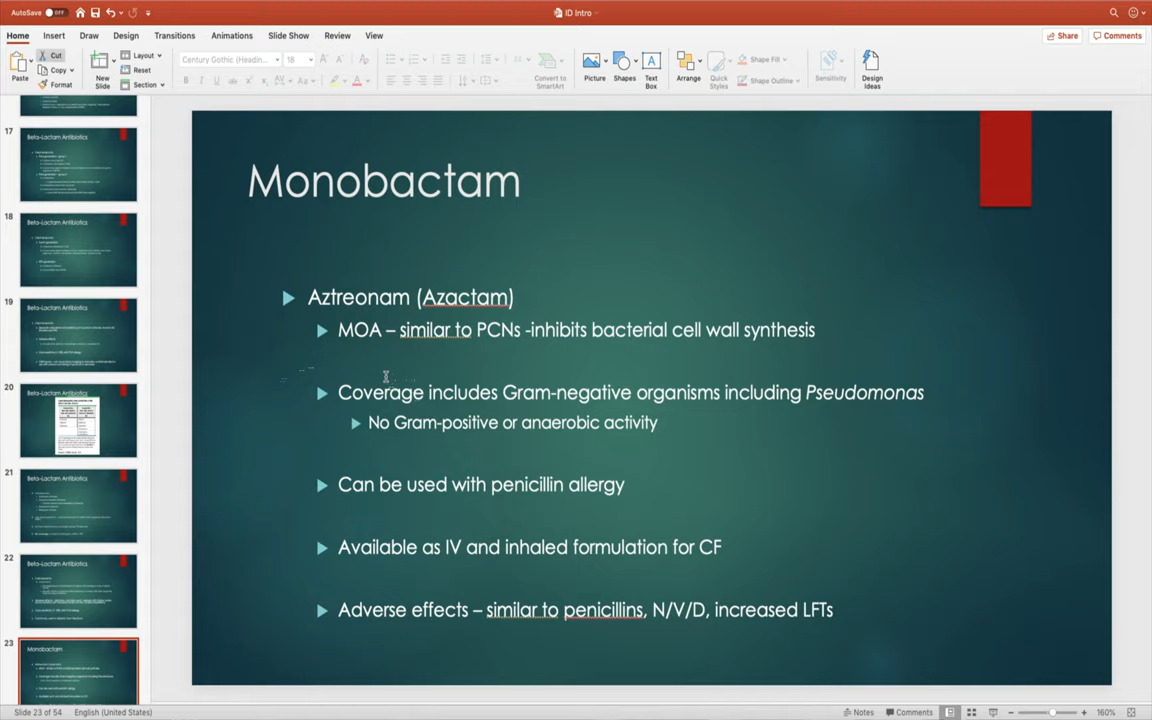 AutoSave OFF
ID Intro
Home Insert Draw Design Transitions Animations Slide Show Review View Share Comments
Paste Cut Copy Format New Slide Layout Reset Section Century Gothic (Headin... 18 Convert to SmartArt Picture Shapes Text Box Arrange Quick Styles Shape Fill Shape Outline Sensitivity Design Ideas
17
Beta-Lactam Antibiotics
18
Beta-Lactam Antibiotics
19
Beta-Lactam Antibiotics
20
Beta-Lactam Antibiotics
21
Beta-Lactam Antibiotics
22
Beta-Lactam Antibiotics
23
Monobactam
Monobactam
Aztreonam (Azactam)
MOA – similar to PCNs -inhibits bacterial cell wall synthesis
Coverage includes Gram-negative organisms including Pseudomonas
No Gram-positive or anaerobic activity
Can be used with penicillin allergy
Available as IV and inhaled formulation for CF
Adverse effects – similar to penicillins, N/V/D, increased LFTs
Slide 23 of 54 English (United States) Notes Comments 160%